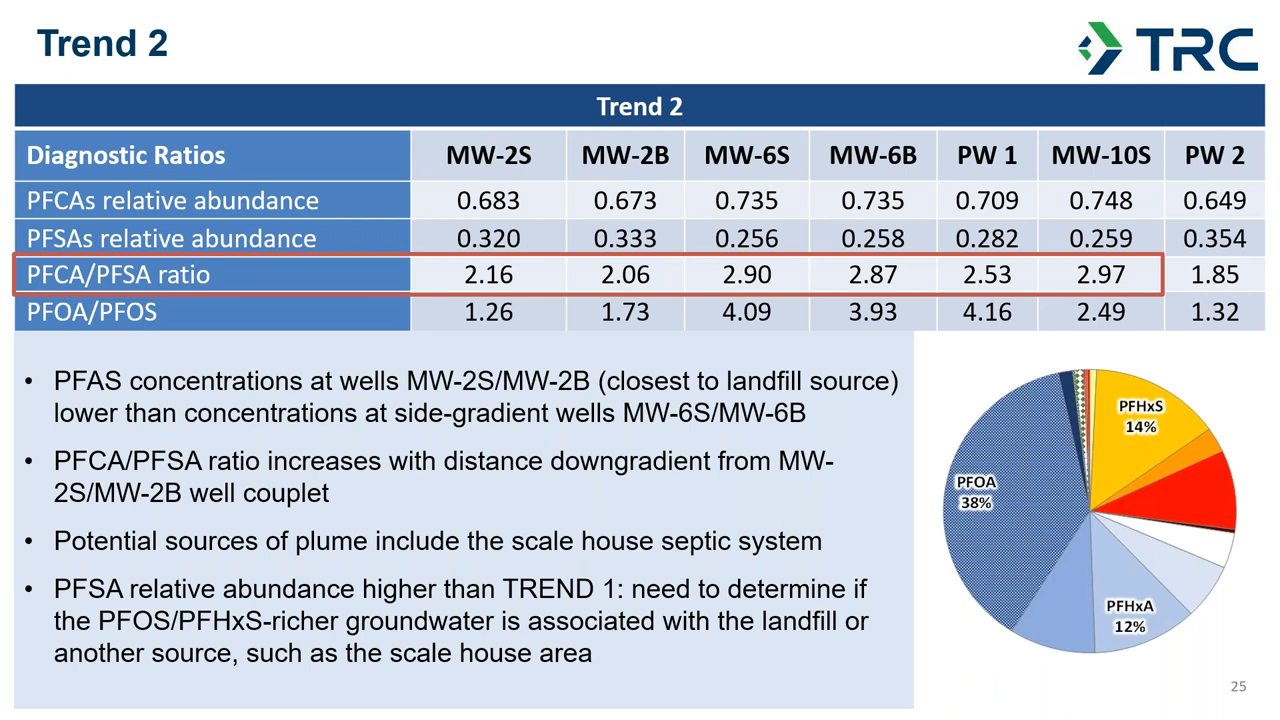 Trend 2
TRC
Trend 2
Diagnostic Ratios MW-2S MW-2B MW-6S MW-6B PW 1 MW-10S PW 2
PFCAs relative abundance 0.683 0.673 0.735 0.735 0.709 0.748 0.649
PFSAs relative abundance 0.320 0.333 0.256 0.258 0.282 0.259 0.354
PFCA/PFSA ratio 2.16 2.06 2.90 2.87 2.53 2.97 1.85
PFOA/PFOS 1.26 1.73 4.09 3.93 4.16 2.49 1.32
• PFAS concentrations at wells MW-2S/MW-2B (closest to landfill source)
lower than concentrations at side-gradient wells MW-6S/MW-6B
• PFCA/PFSA ratio increases with distance downgradient from MW-
2S/MW-2B well couplet
• Potential sources of plume include the scale house septic system
• PFSA relative abundance higher than TREND 1: need to determine if
the PFOS/PFHxS-richer groundwater is associated with the landfill or
another source, such as the scale house area
PFHxS
14%
PFOA
38%
PFHxA
12%
25